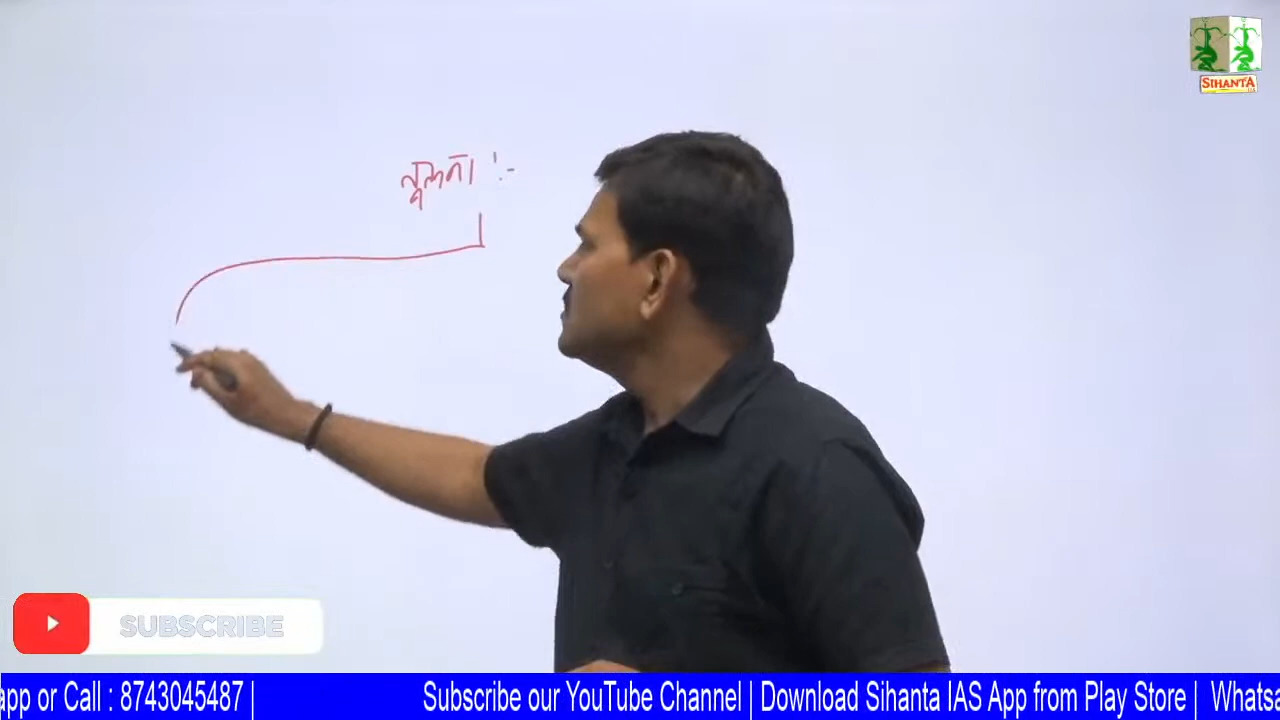 SIHANTA
IAS
तुलना :-
SUBSCRIBE
app or Call : 8743045487 | Subscribe our YouTube Channel | Download Sihanta IAS App from Play Store | Whatsa